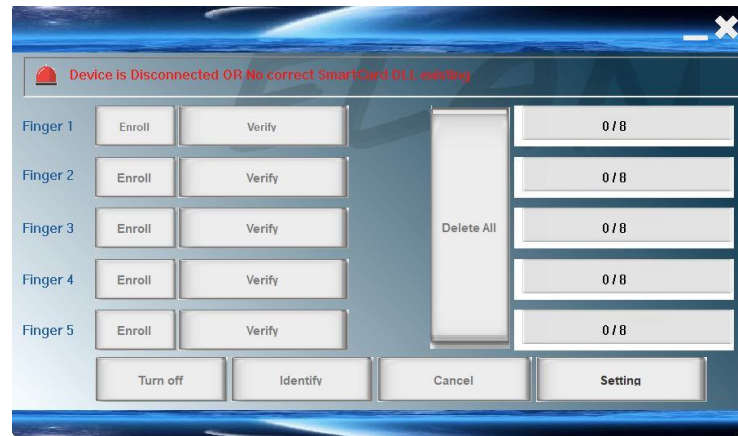 Device is Disconnected OR No correct SmartCard DLL existing
ELAN
Finger 1 Enroll Verify 0 / 8
Finger 2 Enroll Verify 0 / 8
Finger 3 Enroll Verify Delete All 0 / 8
Finger 4 Enroll Verify 0 / 8
Finger 5 Enroll Verify 0 / 8
Turn off Identify Cancel Setting